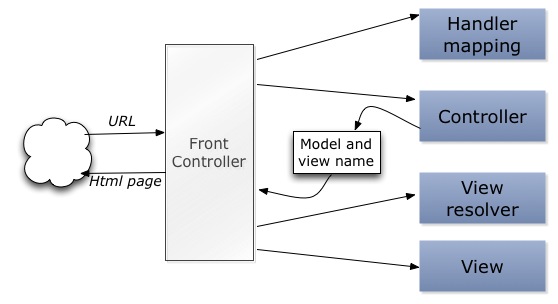 URL
Html page
Front
Controller
Model and
view name
Handler
mapping
Controller
View
resolver
View